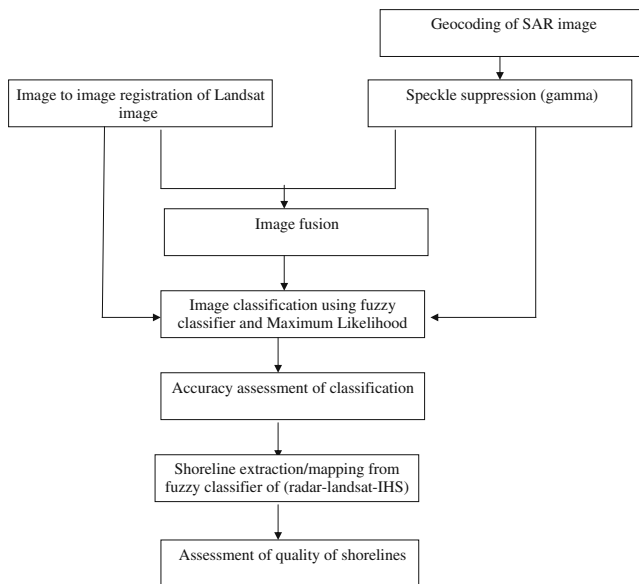 Geocoding of SAR image
Image to image registration of Landsat
image
Speckle suppression (gamma)
Image fusion
Image classification using fuzzy
classifier and Maximum Likelihood
Accuracy assessment of classification
Shoreline extraction/mapping from
fuzzy classifier of (radar-landsat-IHS)
Assessment of quality of shorelines